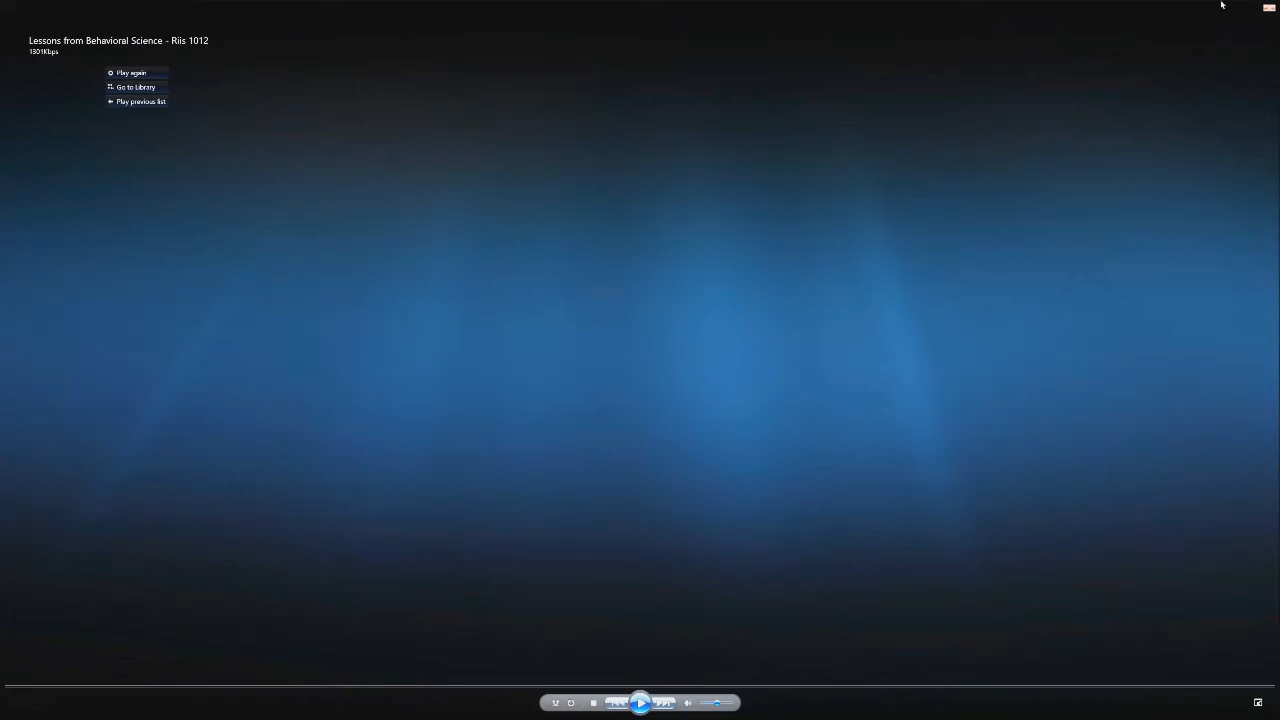 Lessons from Behavioral Science - Riis 1012
1301Kbps
Play again
Go to Library
Play previous list